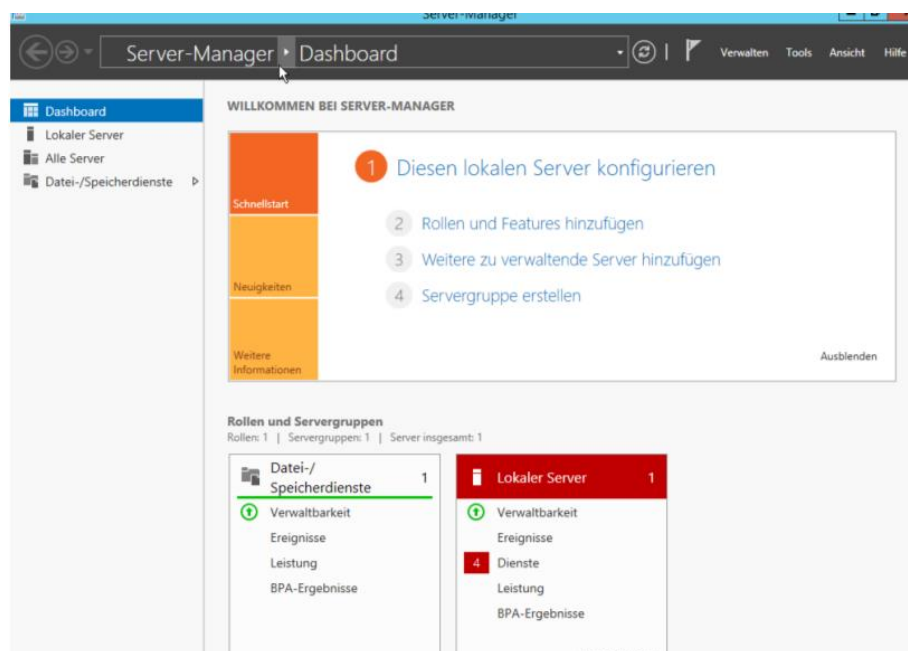 Server-Manager
Server-Manager Dashboard
Verwalten Tools Ansicht Hilfe
Dashboard
Lokaler Server
Alle Server
Datei-/Speicherdienste
WILLKOMMEN BEI SERVER-MANAGER
Schnellstart
Neuigkeiten
Weitere
Informationen
1 Diesen lokalen Server konfigurieren
2 Rollen und Features hinzufügen
3 Weitere zu verwaltende Server hinzufügen
4 Servergruppe erstellen
Ausblenden
Rollen und Servergruppen
Rollen: 1 | Servergruppen: 1 | Server insgesamt: 1
Datei-/
Speicherdienste 1
Verwaltbarkeit
Ereignisse
Leistung
BPA-Ergebnisse
Lokaler Server 1
Verwaltbarkeit
Ereignisse
4 Dienste
Leistung
BPA-Ergebnisse